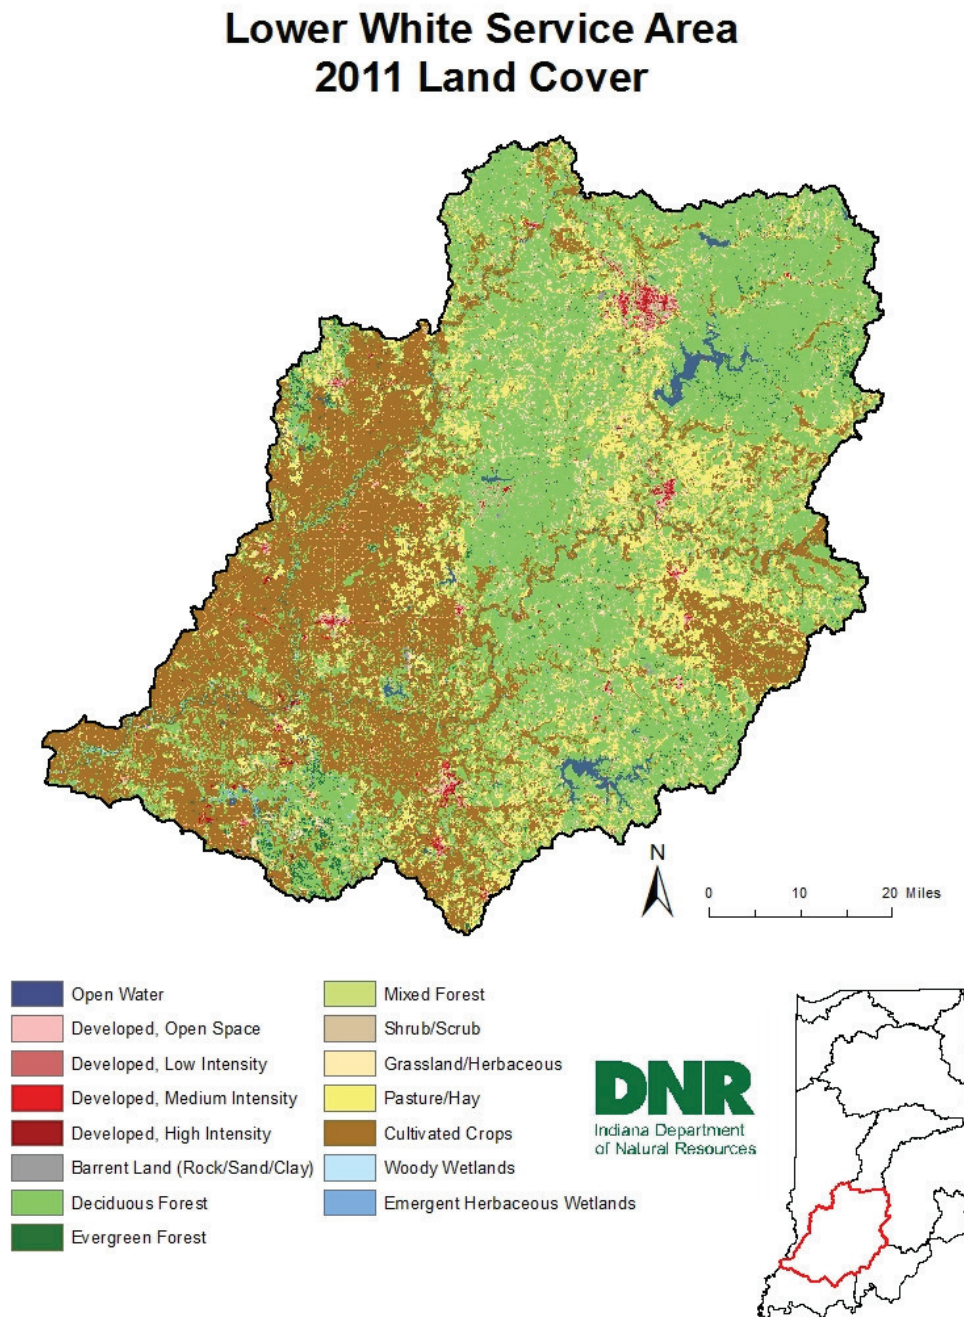 Lower White Service Area
2011 Land Cover
N
0 10 20 Miles
Open Water
Developed, Open Space
Developed, Low Intensity
Developed, Medium Intensity
Developed, High Intensity
Barrent Land (Rock/Sand/Clay)
Deciduous Forest
Evergreen Forest
Mixed Forest
Shrub/Scrub
Grassland/Herbaceous
Pasture/Hay
Cultivated Crops
Woody Wetlands
Emergent Herbaceous Wetlands
DNR
Indiana Department
of Natural Resources